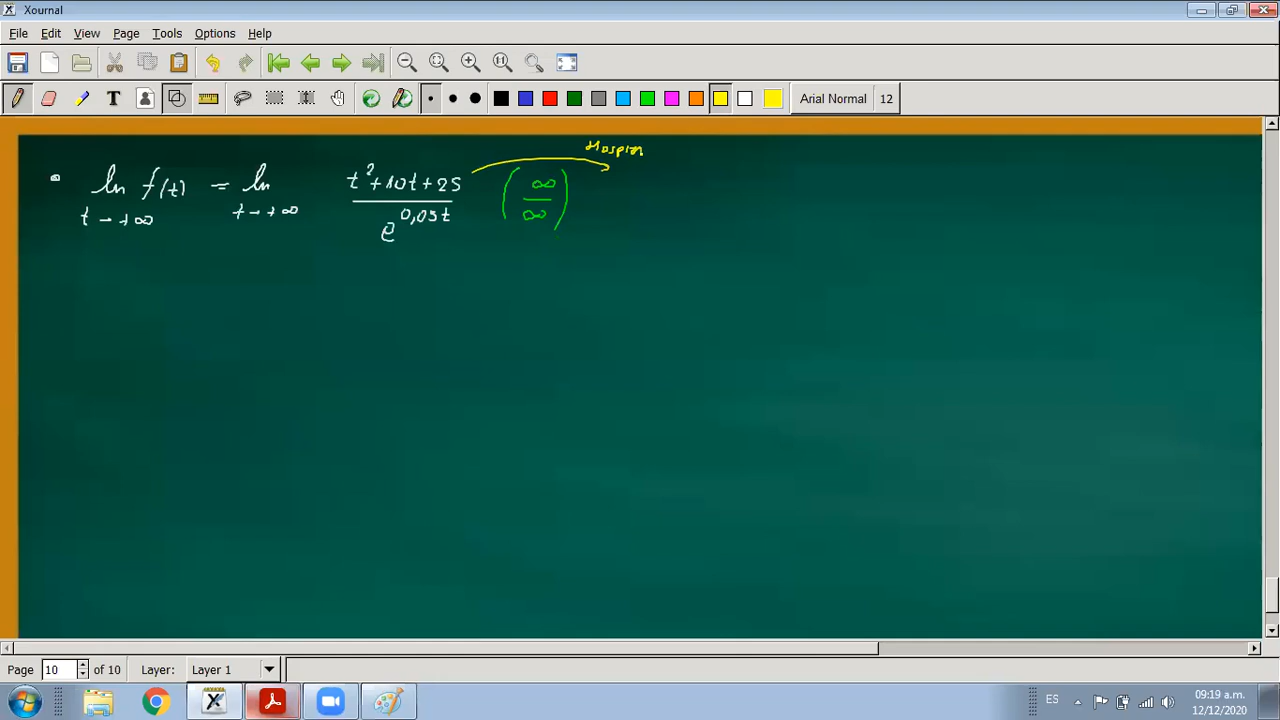 Xournal
File Edit View Page Tools Options Help
Arial Normal 12
Hospital
• lim f(t) = lim t²+10t+25 (∞
t→+∞ t→+∞ e^0,05t ∞)
Page 10 of 10 Layer: Layer 1
ES 09:19 a.m.
12/12/2020